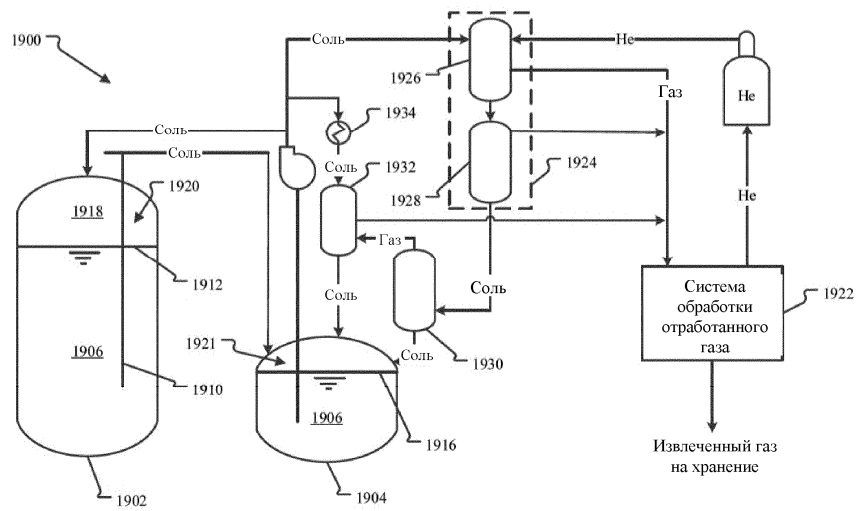 1900
Соль
1926
Не
Газ
Не
1934
Соль
Соль
Соль
1932
1924
1928
1920
1918
Не
Газ
1912
Соль
Соль
Система
обработки
отработанного
газа
1922
1906
1921
Соль
1930
1910
1906
1916
Извлеченный газ
на хранение
1902
1904